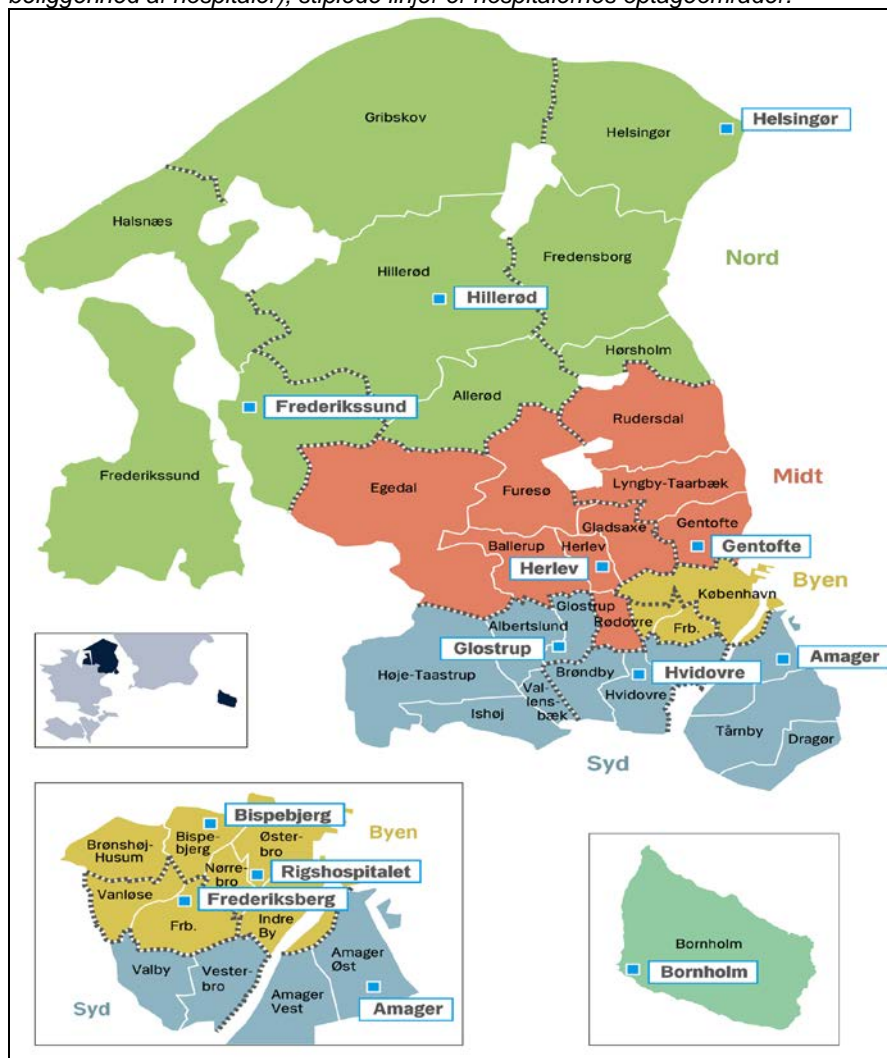 beliggenhed af hospitaler), stiplede linjer er hospitalernes optageområder.
Gribskov
Helsingør
Helsingør
Halsnæs
Fredensborg
Nord
Hillerød
Hillerød
Hørsholm
Frederikssund
Allerød
Rudersdal
Frederikssund
Egedal
Furesø
Lyngby-Taarbæk
Midt
Gladsaxe
Gentofte
Gentofte
Ballerup
Herlev
Herlev
Byen
København
Glostrup
Rødovre
Frb.
Albertslund
Glostrup
Hvidovre
Amager
Høje-Taastrup
Brøndby
Val-
lens-
bæk
Hvidovre
Ishøj
Tårnby
Dragør
Syd
Bispebjerg
Byen
Brønshøj-
Husum
Bispe-
bjerg
Øster-
bro
Nørre-
bro
Rigshospitalet
Vanløse
Frederiksberg
Frb.
Indre
By
Valby
Vester-
bro
Amager
Øst
Syd
Amager
Vest
Amager
Bornholm
Bornholm